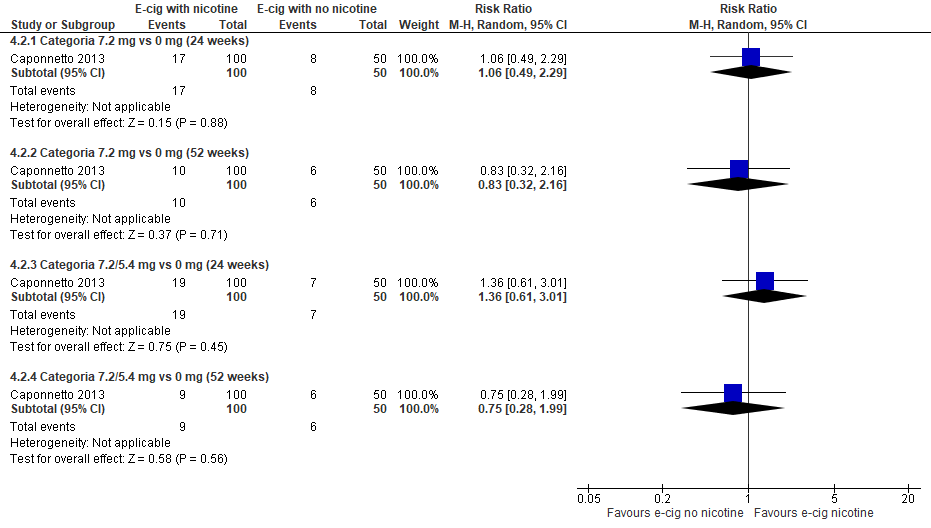 E-cig with nicotine E-cig with no nicotine Risk Ratio Risk Ratio
Study or Subgroup Events Total Events Total Weight M-H, Random, 95% CI M-H, Random, 95% CI
4.2.1 Categoria 7.2 mg vs 0 mg (24 weeks)
Caponnetto 2013 17 100 8 50 100.0% 1.06 [0.49, 2.29]
Subtotal (95% CI) 100 50 100.0% 1.06 [0.49, 2.29]
Total events 17 8
Heterogeneity: Not applicable
Test for overall effect: Z = 0.15 (P = 0.88)
4.2.2 Categoria 7.2 mg vs 0 mg (52 weeks)
Caponnetto 2013 10 100 6 50 100.0% 0.83 [0.32, 2.16]
Subtotal (95% CI) 100 50 100.0% 0.83 [0.32, 2.16]
Total events 10 6
Heterogeneity: Not applicable
Test for overall effect: Z = 0.37 (P = 0.71)
4.2.3 Categoria 7.2/5.4 mg vs 0 mg (24 weeks)
Caponnetto 2013 19 100 7 50 100.0% 1.36 [0.61, 3.01]
Subtotal (95% CI) 100 50 100.0% 1.36 [0.61, 3.01]
Total events 19 7
Heterogeneity: Not applicable
Test for overall effect: Z = 0.75 (P = 0.45)
4.2.4 Categoria 7.2/5.4 mg vs 0 mg (52 weeks)
Caponnetto 2013 9 100 6 50 100.0% 0.75 [0.28, 1.99]
Subtotal (95% CI) 100 50 100.0% 0.75 [0.28, 1.99]
Total events 9 6
Heterogeneity: Not applicable
Test for overall effect: Z = 0.58 (P = 0.56)
0.05 0.2 1 5 20
Favours e-cig no nicotine Favours e-cig nicotine